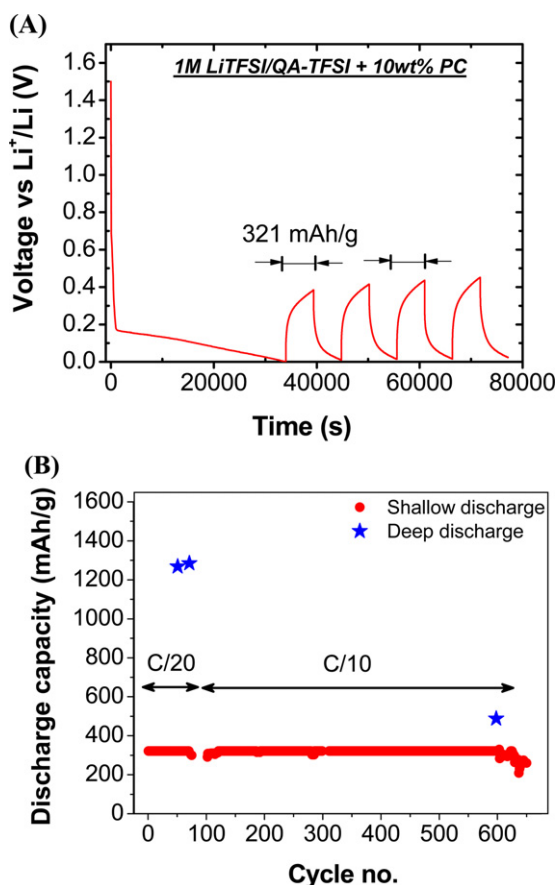 (A)
1M LiTFSI/QA-TFSI + 10wt% PC
Voltage vs Li⁺/Li (V)
1.6
1.4
1.2
1.0
0.8
0.6
0.4
0.2
0.0
321 mAh/g
0 20000 40000 60000 80000
Time (s)
(B)
Discharge capacity (mAh/g)
1600
1400
1200
1000
800
600
400
200
0
Shallow discharge
Deep discharge
C/20 C/10
0 100 200 300 400 500 600
Cycle no.